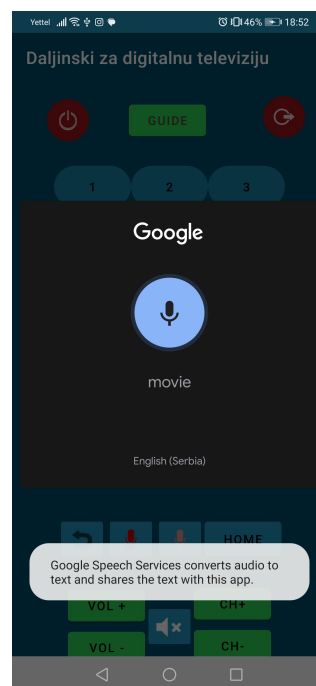 Yettel 46% 18:52
Daljinski za digitalnu televiziju
GUIDE
1 2 3
Google
movie
English (Serbia)
HOME
Google Speech Services converts audio to
text and shares the text with this app.
VOL + CH+
VOL - CH-